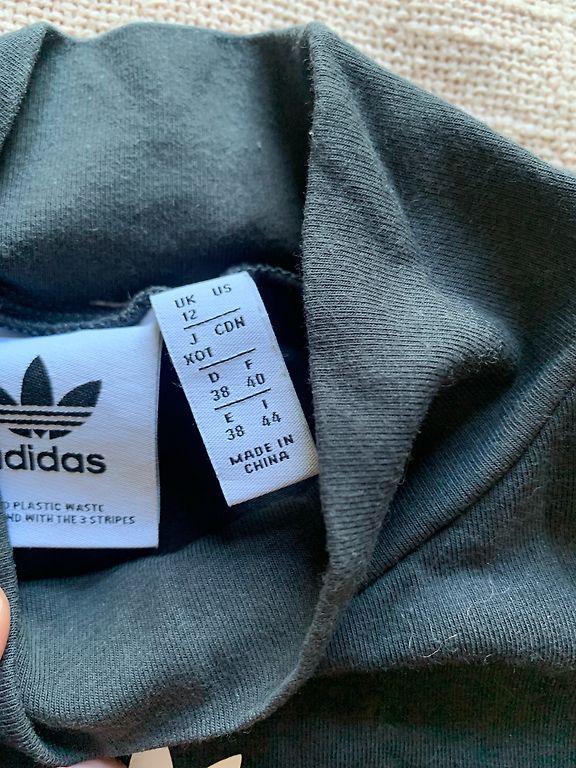 UK US
12
J CDN
XOT
D F
38 40
E I
38 44
MADE IN
CHINA
adidas
PLASTIC WASTE
WITH THE 3 STRIPES